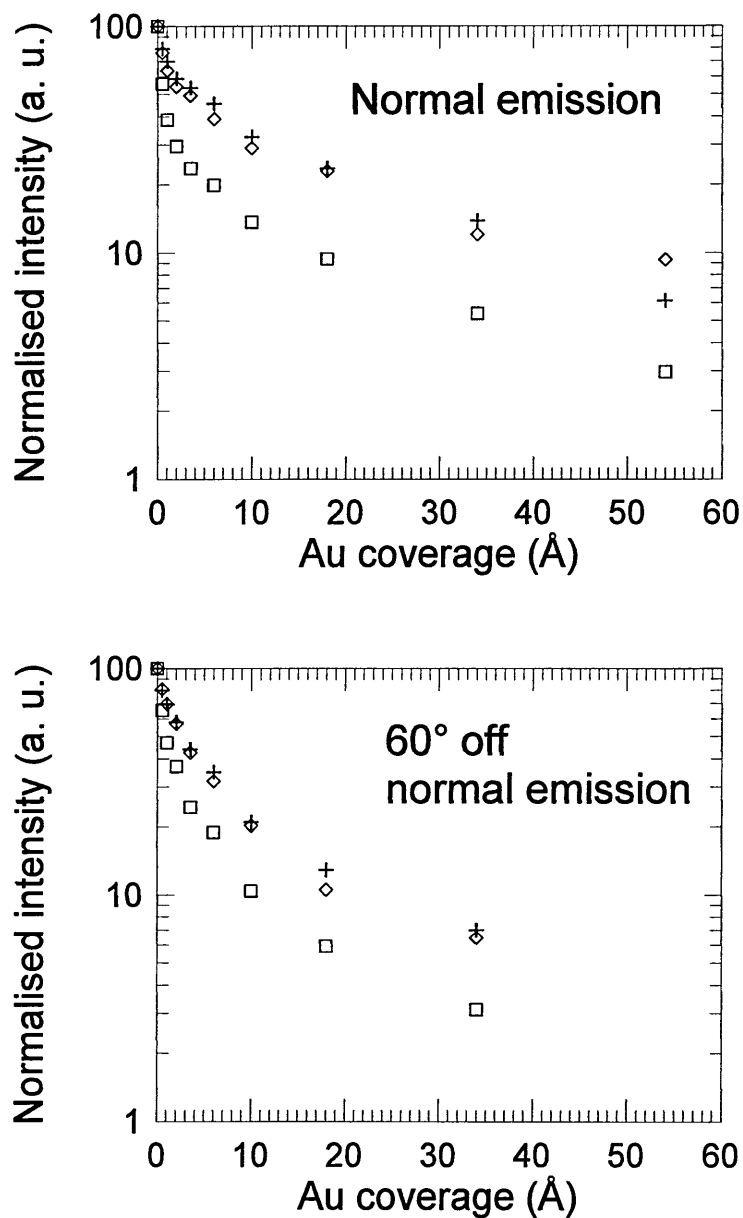 100
10
1
Normalised intensity (a. u.)
Normal emission
0 10 20 30 40 50 60
Au coverage (Å)
100
10
1
Normalised intensity (a. u.)
60° off
normal emission
0 10 20 30 40 50 60
Au coverage (Å)